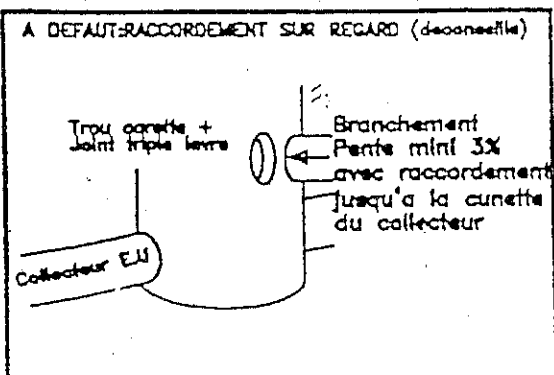 A DEFAUT:RACCORDEMENT SUR REGARD (deconseille)
Trou carotte +
Joint triple levre
Branchement
Pente mini 3%
avec raccordement
jusqu'a la cunette
du collecteur
Collecteur E.U